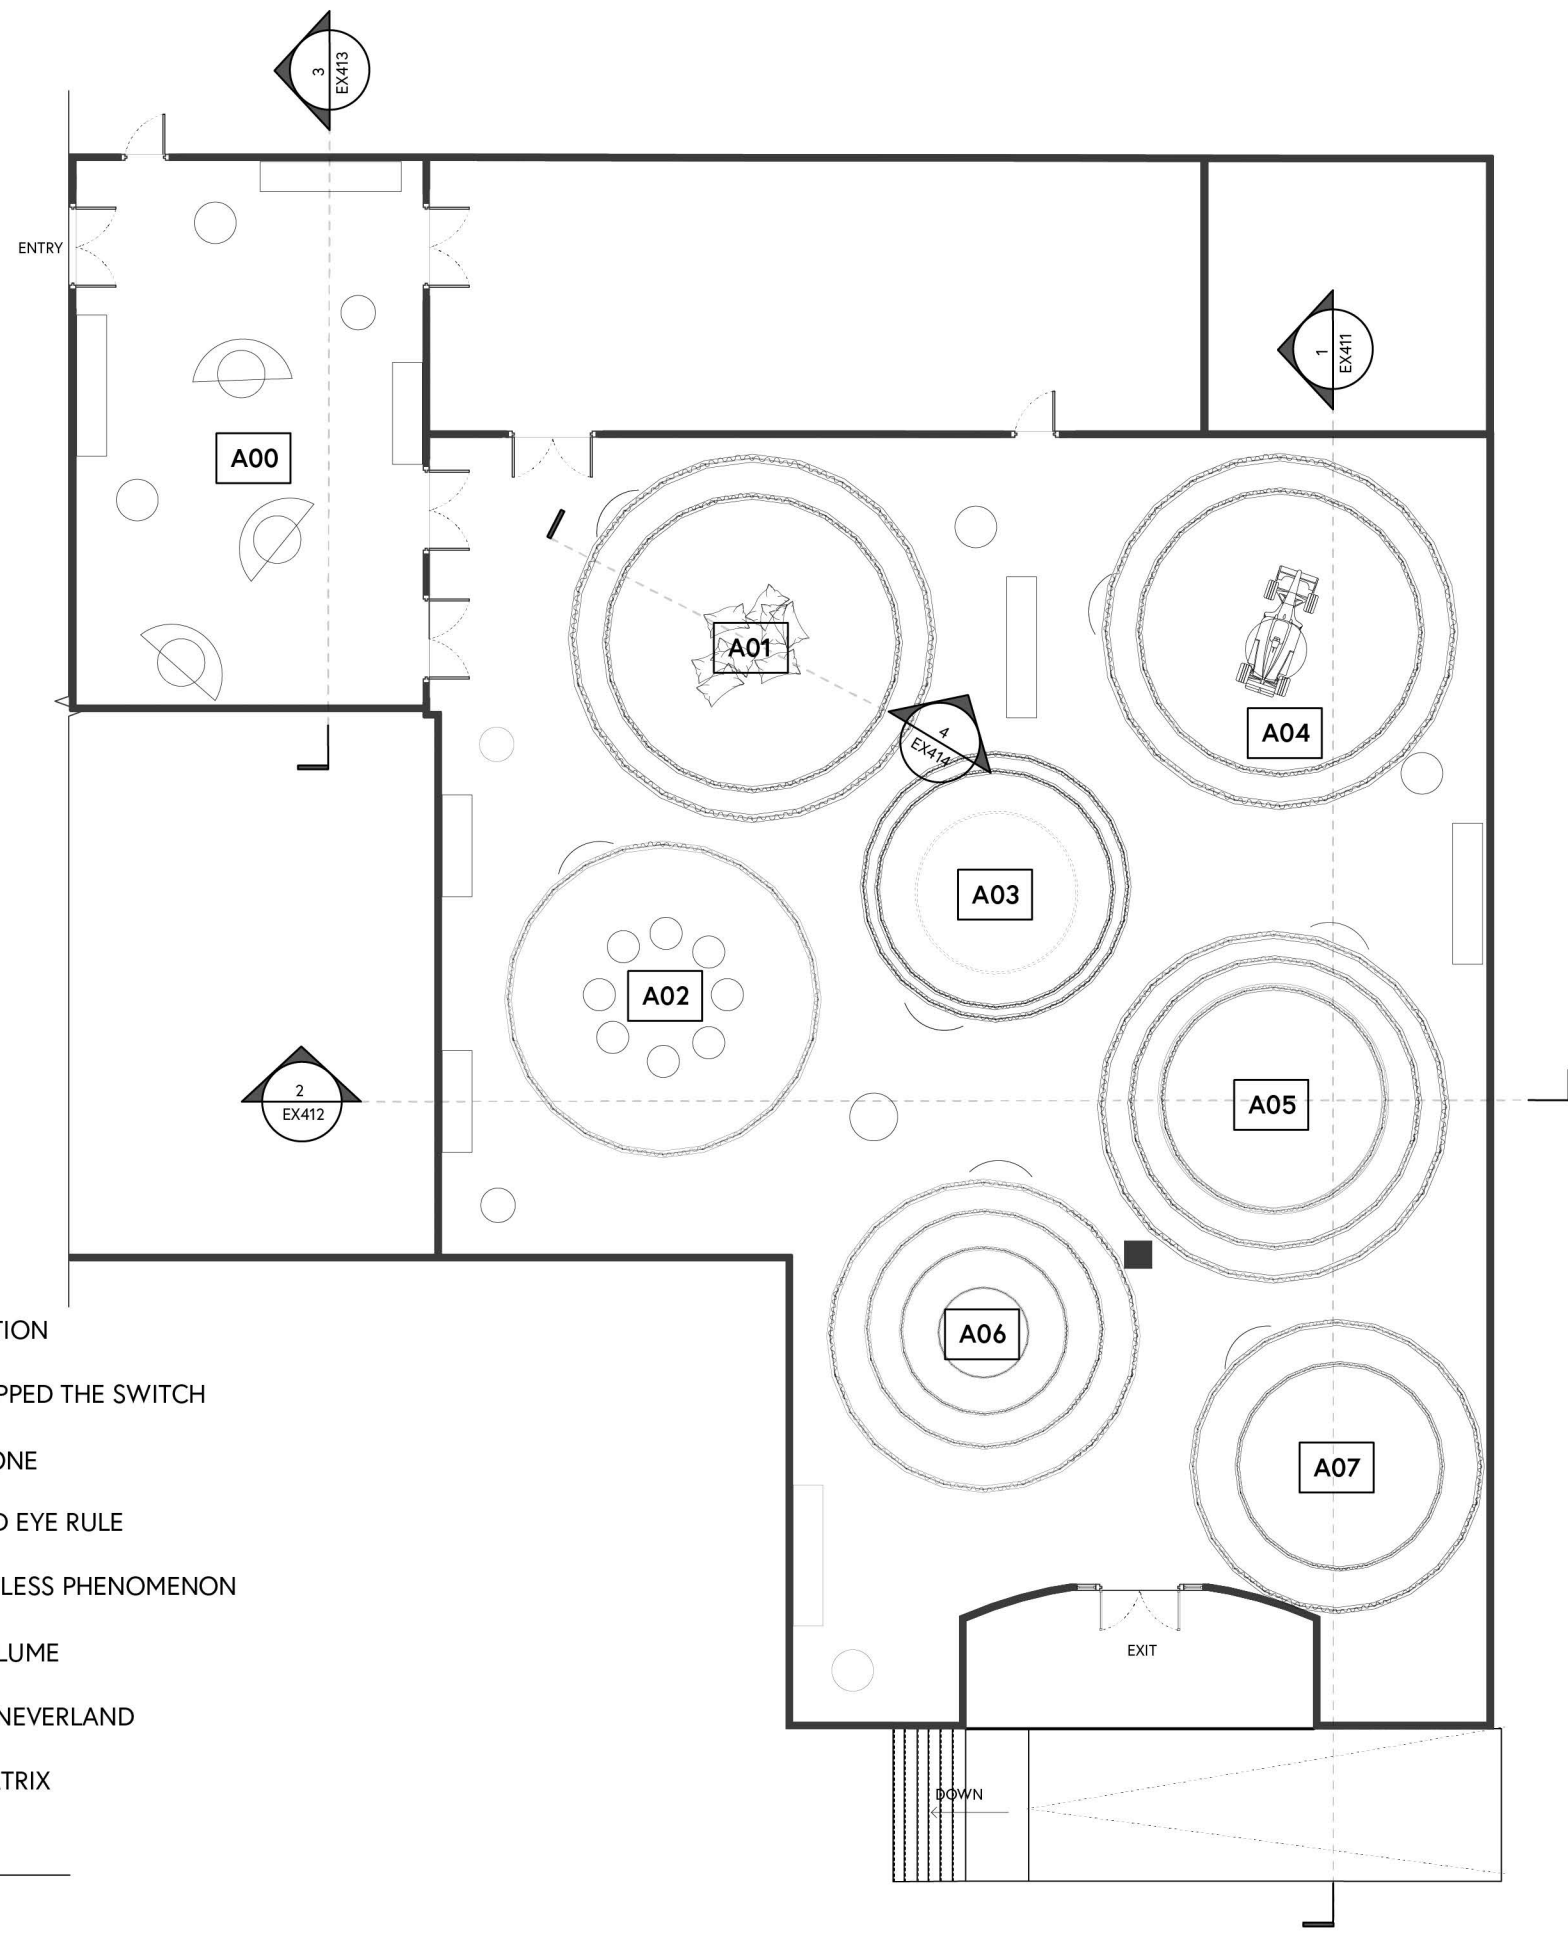 3
EX413
ENTRY
1
EX411
A00
A01
A04
4
EX414
A03
A02
2
EX412
A05
A06
A07
TION
PPED THE SWITCH
ONE
EYE RULE
LESS PHENOMENON
LUME
NEVERLAND
TRIX
EXIT
DOWN